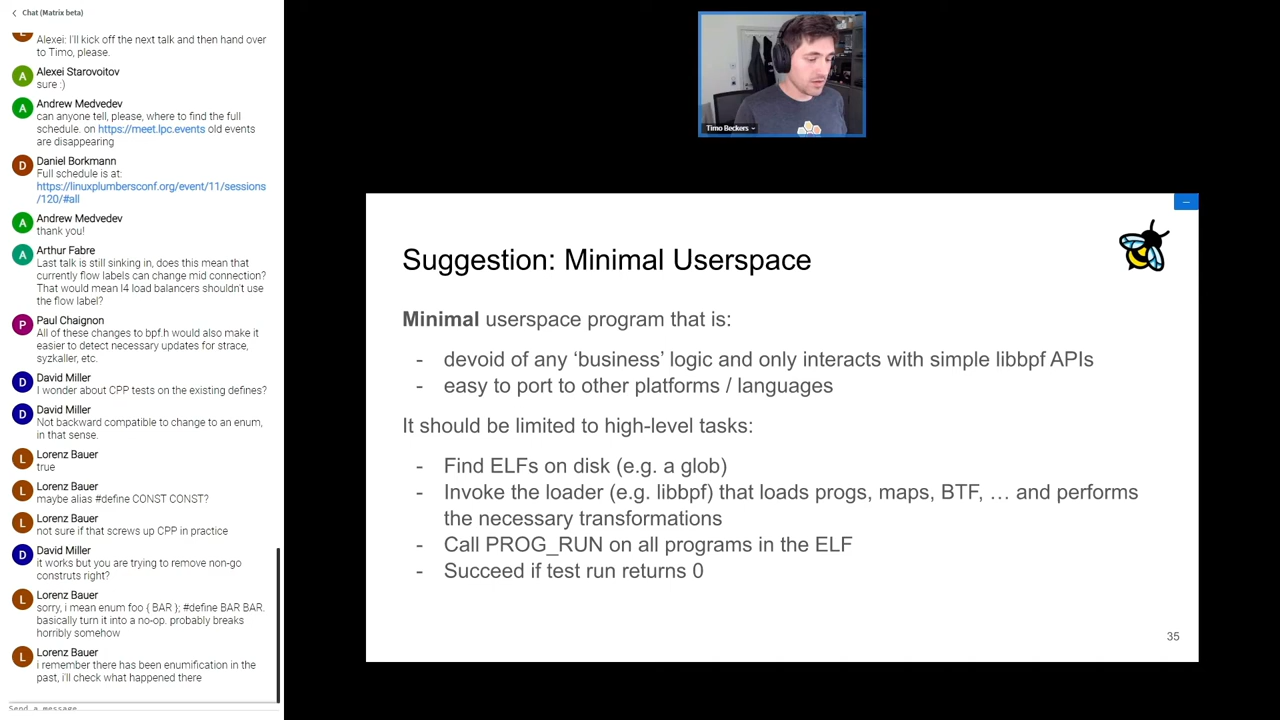 Chat (Matrix beta)
Alexei: I'll kick off the next talk and then hand over
to Timo, please.
A
Alexei Starovoitov
sure :)
A
Andrew Medvedev
can anyone tell, please, where to find the full
schedule. on https://meet.lpc.events old events
are disappearing
D
Daniel Borkmann
Full schedule is at:
https://linuxplumbersconf.org/event/11/sessions
/120/#all
A
Andrew Medvedev
thank you!
A
Arthur Fabre
Last talk is still sinking in, does this mean that
currently flow labels can change mid connection?
That would mean l4 load balancers shouldn't use
the flow label?
P
Paul Chaignon
All of these changes to bpf.h would also make it
easier to detect necessary updates for strace,
syzkaller, etc.
D
David Miller
I wonder about CPP tests on the existing defines?
D
David Miller
Not backward compatible to change to an enum,
in that sense.
L
Lorenz Bauer
true
L
Lorenz Bauer
maybe alias #define CONST CONST?
L
Lorenz Bauer
not sure if that screws up CPP in practice
D
David Miller
it works but you are trying to remove non-go
construts right?
L
Lorenz Bauer
sorry, i mean enum foo { BAR }; #define BAR BAR.
basically turn it into a no-op. probably breaks
horribly somehow
L
Lorenz Bauer
i remember there has been enumification in the
past, i'll check what happened there
Send a message
Timo Beckers
Suggestion: Minimal Userspace
Minimal userspace program that is:
- devoid of any ‘business’ logic and only interacts with simple libbpf APIs
- easy to port to other platforms / languages
It should be limited to high-level tasks:
- Find ELFs on disk (e.g. a glob)
- Invoke the loader (e.g. libbpf) that loads progs, maps, BTF, … and performs
the necessary transformations
- Call PROG_RUN on all programs in the ELF
- Succeed if test run returns 0
35